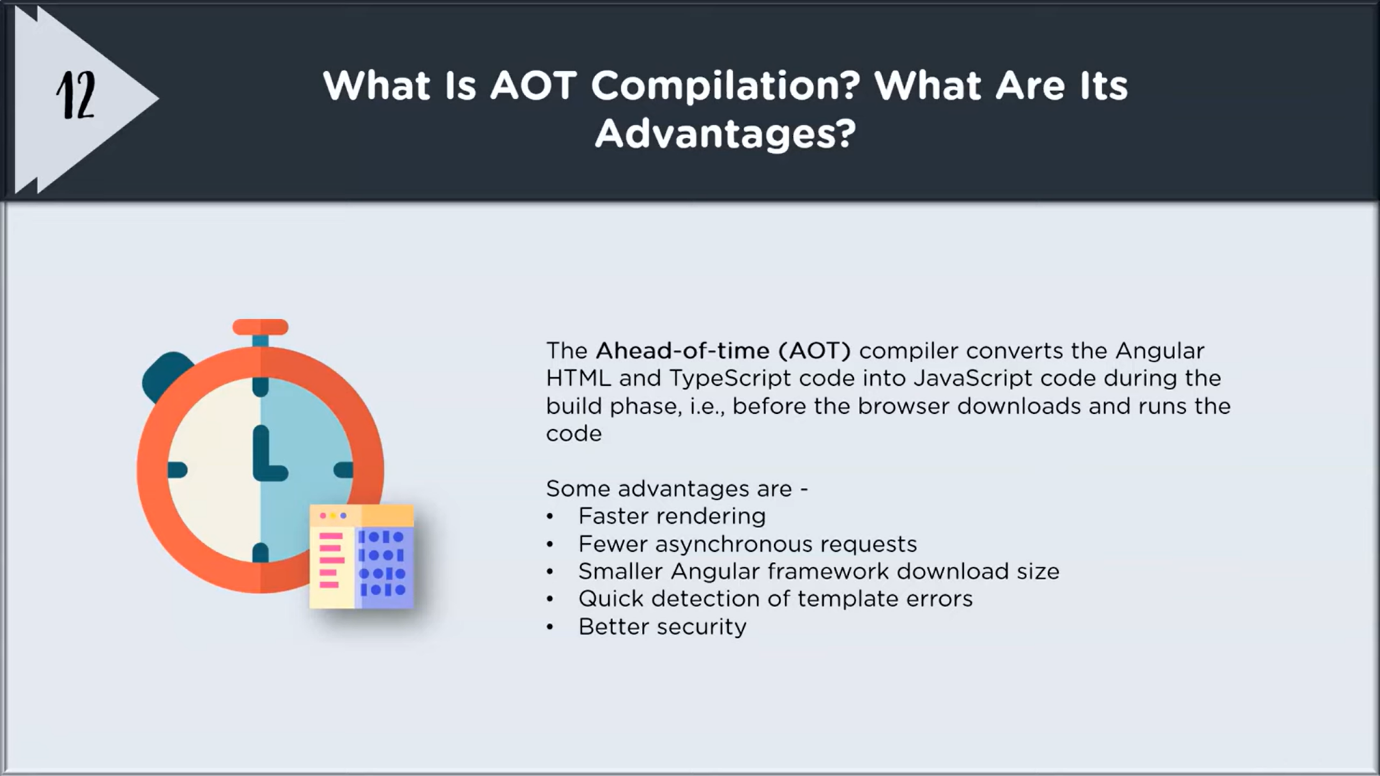 12
What Is AOT Compilation? What Are Its
Advantages?
The Ahead-of-time (AOT) compiler converts the Angular
HTML and TypeScript code into JavaScript code during the
build phase, i.e., before the browser downloads and runs the
code
Some advantages are -
• Faster rendering
• Fewer asynchronous requests
• Smaller Angular framework download size
• Quick detection of template errors
• Better security